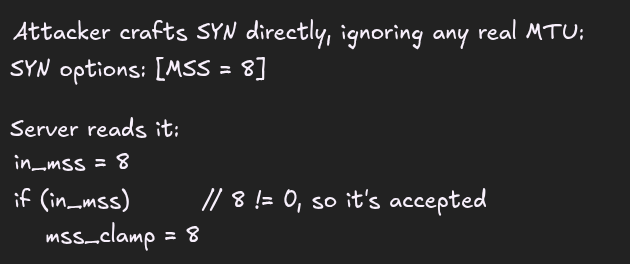 Attacker crafts SYN directly, ignoring any real MTU:
SYN options: [MSS = 8]
Server reads it:
in_mss = 8
if (in_mss) // 8 != 0, so it's accepted
mss_clamp = 8